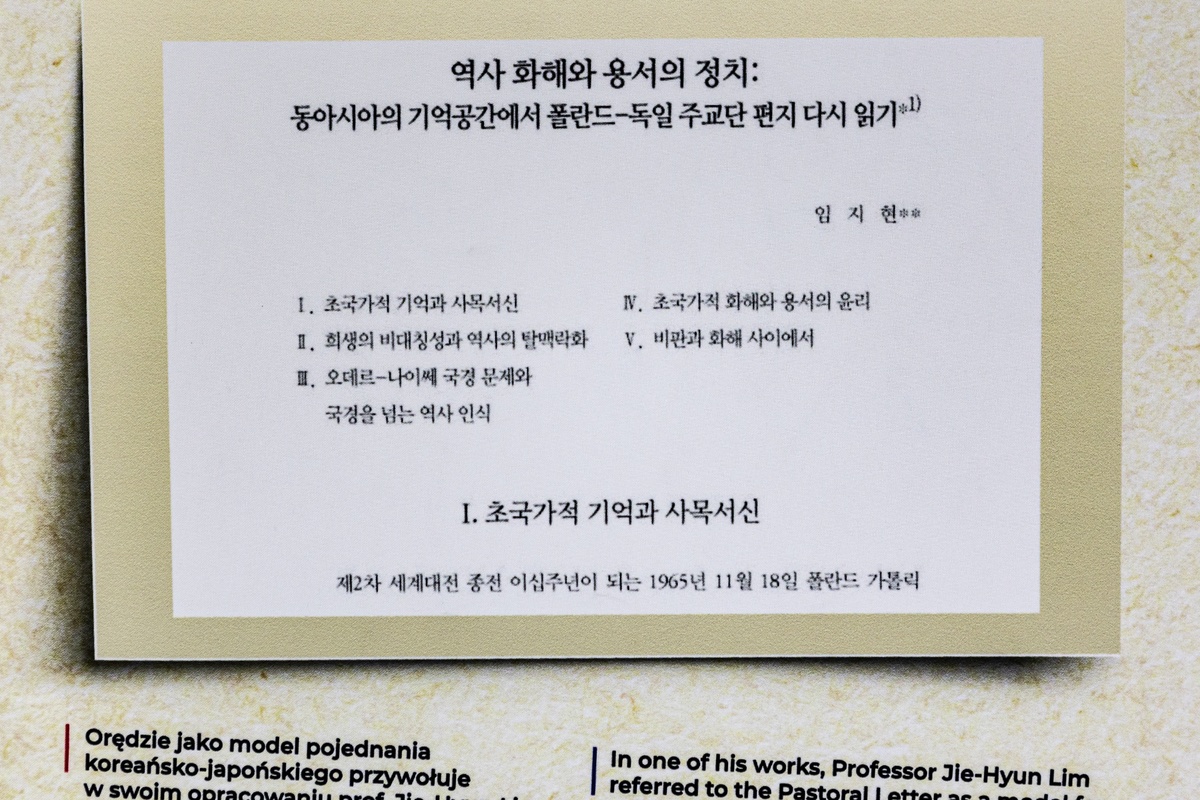 역사 화해와 용서의 정치:
동아시아의 기억공간에서 폴란드-독일 주교단 편지 다시 읽기*1)
임 지 현**
Ⅰ. 초국가적 기억과 사목서신
Ⅱ. 희생의 비대칭성과 역사의 탈맥락화
Ⅲ. 오데르-나이쎄 국경 문제와
국경을 넘는 역사 인식
Ⅳ. 초국가적 화해와 용서의 윤리
Ⅴ. 비판과 화해 사이에서
I. 초국가적 기억과 사목서신
제2차 세계대전 종전 이십주년이 되는 1965년 11월 18일 폴란드 가톨릭
Orędzie jako model pojednania
koreańsko-japońskiego przywołuje
w swoim opracowaniu prof.
In one of his works, Professor Jie-Hyun Lim
referred to the Pastoral Letter as a model